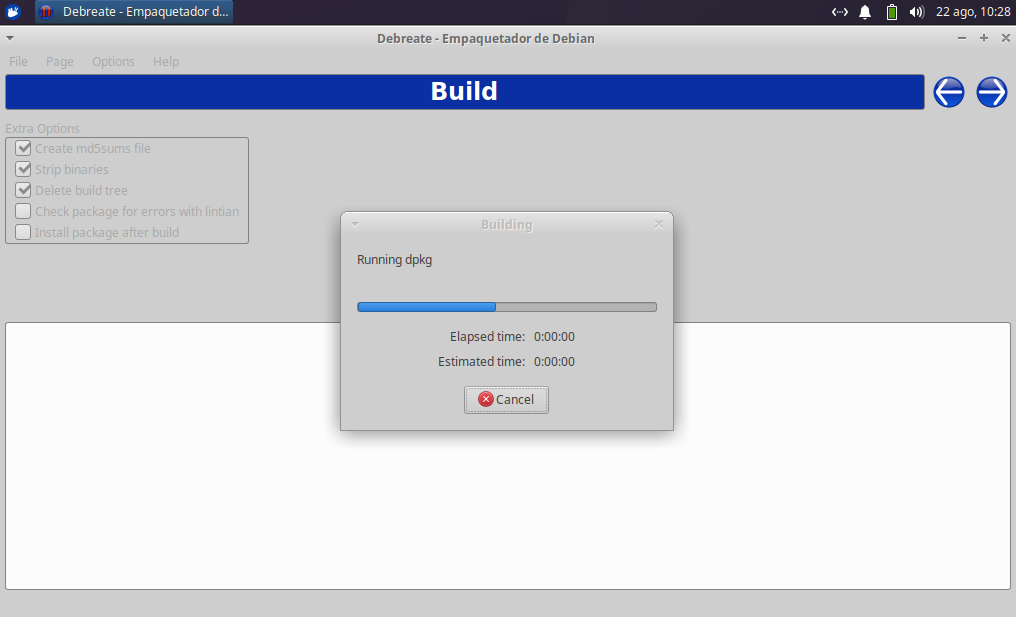 Debreate - Empaquetador d... 22 ago, 10:28
Debreate - Empaquetador de Debian
File Page Options Help
Build
Extra Options
Create md5sums file
Strip binaries
Delete build tree
Check package for errors with lintian
Install package after build
Building
Running dpkg
Elapsed time: 0:00:00
Estimated time: 0:00:00
Cancel